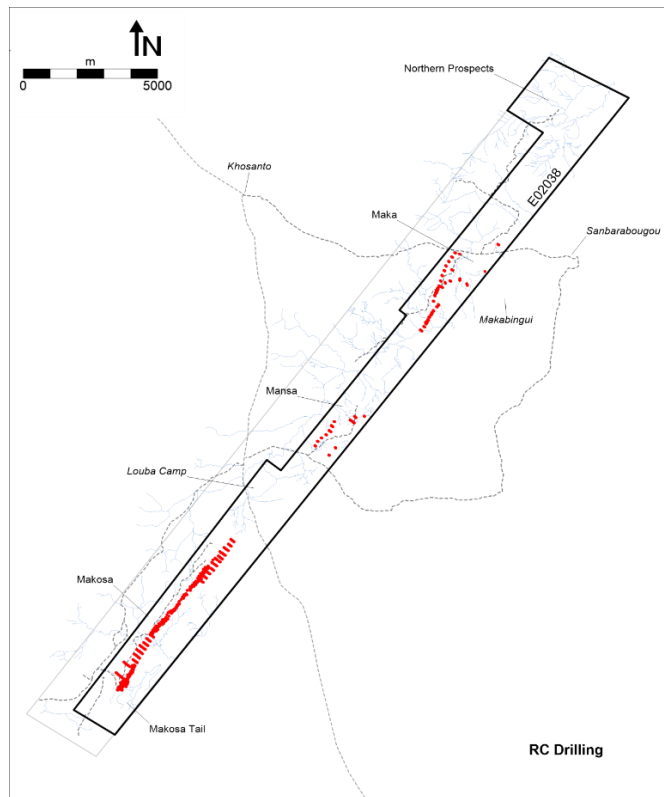 N
m
0 5000
Northern Prospects
Khosanto
E02038
Maka
Sanbarabougou
Makabingui
Mansa
Louba Camp
Makosa
Makosa Tail
RC Drilling